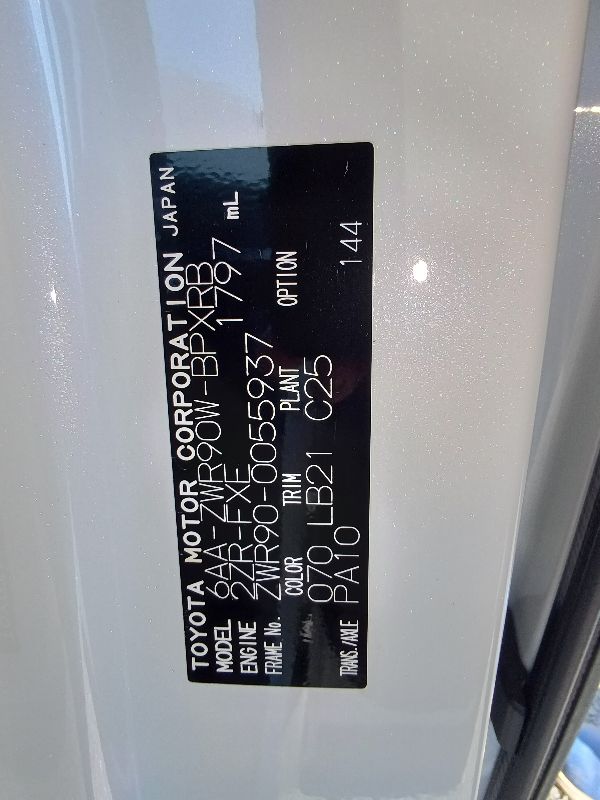 TOYOTA MOTOR CORPORATION JAPAN
MODEL 6AA-ZWR90W-BPXRB
ENGINE 2ZR-FXE 1797 mL
FRAME No. ZWR90-0055937
COLOR TRIM PLANT OPTION
070 LB21 C25
TRANS./AXLE PA10 144